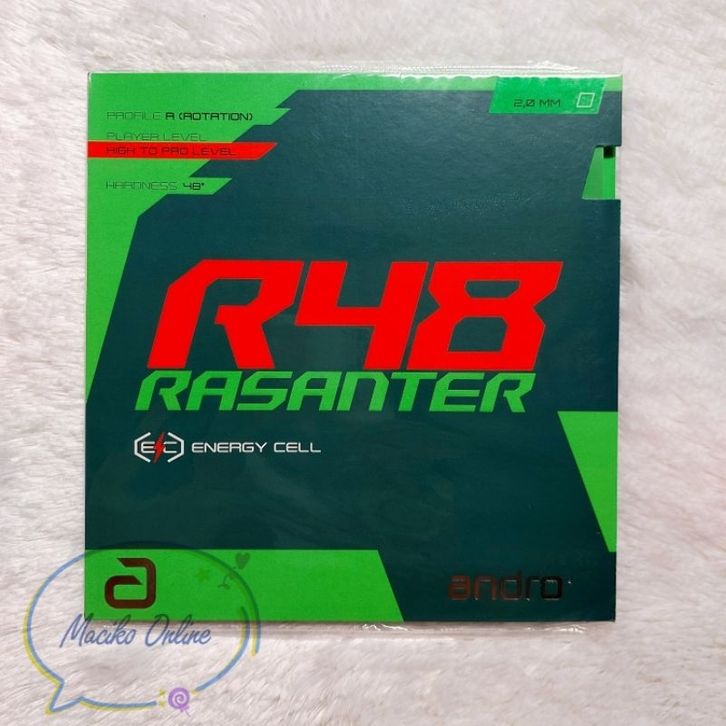 PROFILE A (ROTATION)
PLAYER LEVEL
HIGH TO PRO LEVEL
HARDNESS 48°
2,0 MM
R48
RASANTER
EC ENERGY CELL
a
andro
Maciko Online